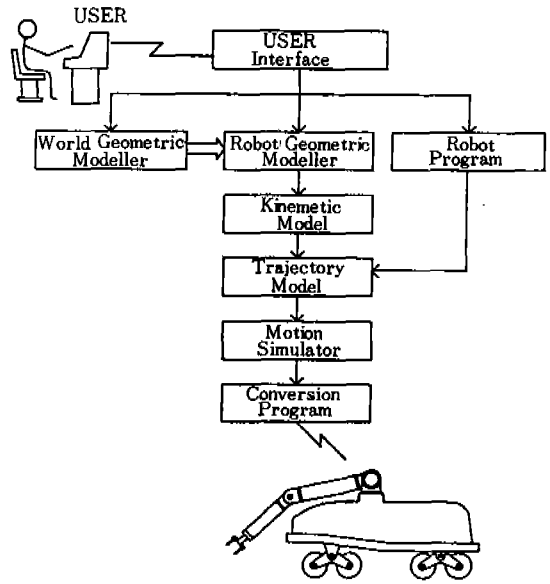 USER
USER
Interface
World Geometric
Modeller
Robot Geometric
Modeller
Robot
Program
Kinemetic
Model
Trajectory
Model
Motion
Simulator
Conversion
Program